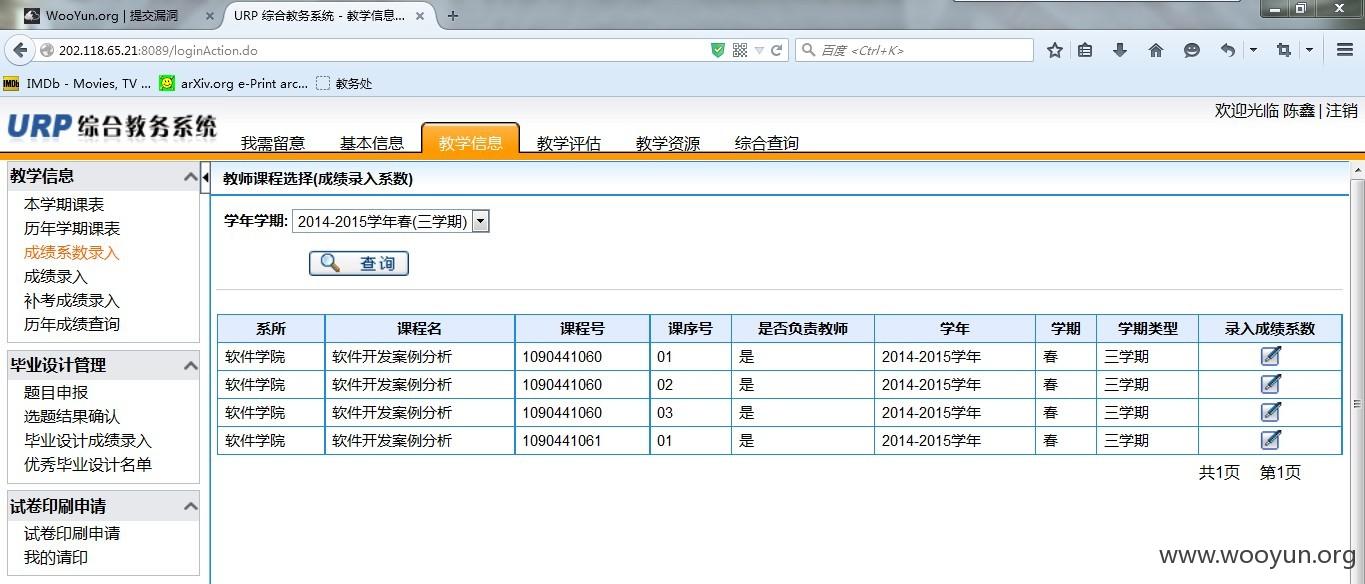 WooYun.org | 提交漏洞 × URP 综合教务系统 - 教学信息... × +
202.118.65.21:8089/loginAction.do 百度 <Ctrl+K>
IMDb IMDb - Movies, TV ... arXiv.org e-Print arc... 教务处
欢迎光临 陈鑫 | 注销
URP 综合教务系统
我需留意 基本信息 教学信息 教学评估 教学资源 综合查询
教学信息
本学期课表
历年学期课表
成绩系数录入
成绩录入
补考成绩录入
历年成绩查询
毕业设计管理
题目申报
选题结果确认
毕业设计成绩录入
优秀毕业设计名单
试卷印刷申请
试卷印刷申请
我的请印
教师课程选择(成绩录入系数)
学年学期: 2014-2015学年春(三学期)
查询
系所 课程名 课程号 课序号 是否负责教师 学年 学期 学期类型 录入成绩系数
软件学院 软件开发案例分析 1090441060 01 是 2014-2015学年 春 三学期
软件学院 软件开发案例分析 1090441060 02 是 2014-2015学年 春 三学期
软件学院 软件开发案例分析 1090441060 03 是 2014-2015学年 春 三学期
软件学院 软件开发案例分析 1090441061 01 是 2014-2015学年 春 三学期
共1页 第1页
www.wooyun.org